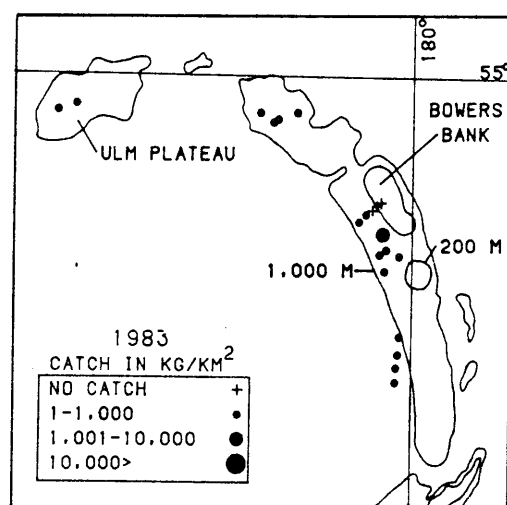 180°
55°
BOWERS
BANK
ULM PLATEAU
200 M
1,000 M
1983
CATCH IN KG/KM²
NO CATCH +
1-1,000
1,001-10,000
10,000>